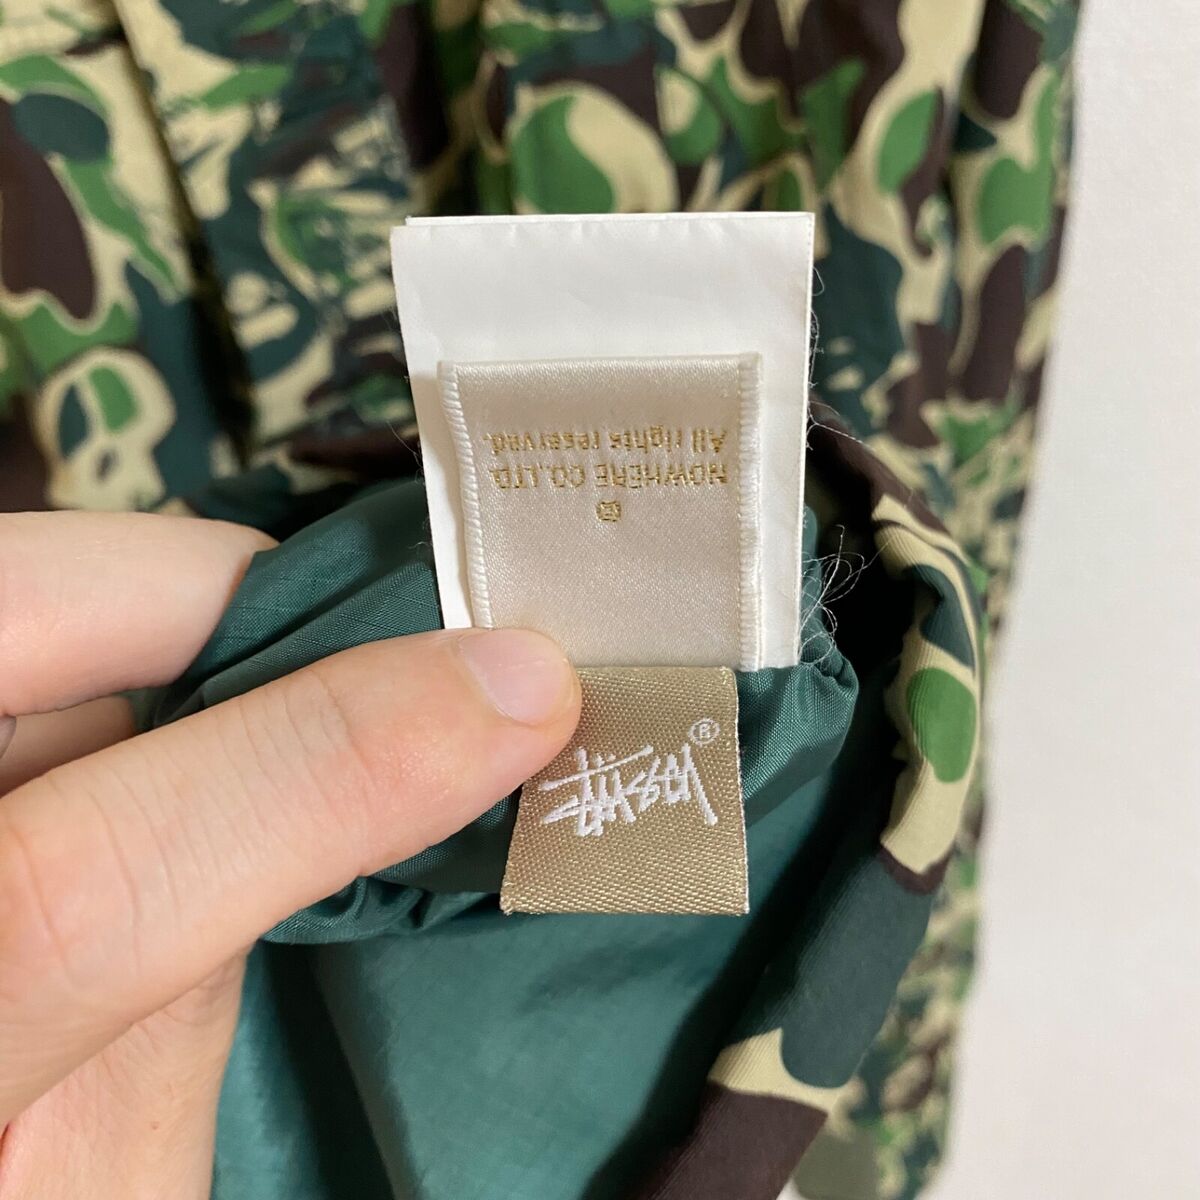 NOWHERE CO.,LTD.
All rights reserved.
Stüssy ®